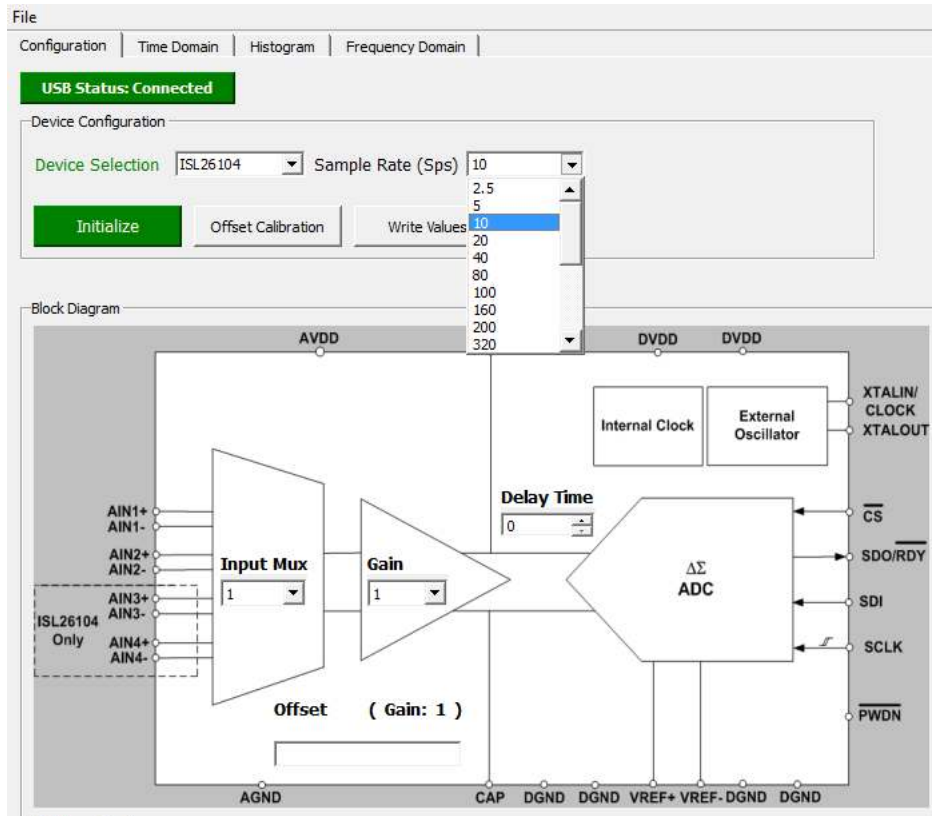 File
Configuration Time Domain Histogram Frequency Domain
USB Status: Connected
Device Configuration
Device Selection ISL26104 Sample Rate (Sps) 10
2.5
5
10
20
40
80
100
160
200
320
Initialize Offset Calibration Write Values
Block Diagram
AVDD DVDD DVDD
Internal Clock
External
Oscillator
XTALIN/
CLOCK
XTALOUT
AIN1+
AIN1-
AIN2+
AIN2-
AIN3+
AIN3-
AIN4+
AIN4-
ISL26104
Only
Input Mux
1
Gain
1
Delay Time
0
ΔΣ
ADC
CS
SDO/RDY
SDI
SCLK
PWDN
Offset ( Gain: 1 )
AGND CAP DGND DGND VREF+ VREF- DGND DGND